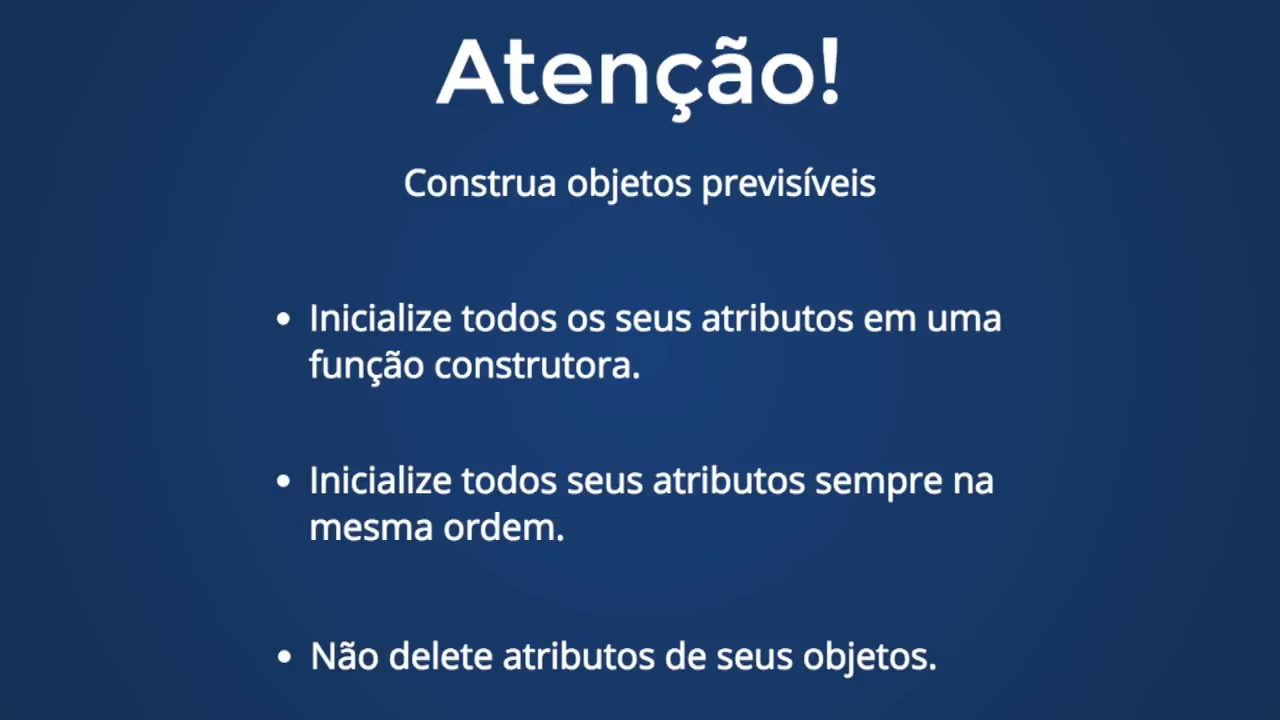 Atenção!
Construa objetos previsíveis
• Inicialize todos os seus atributos em uma
função construtora.
• Inicialize todos seus atributos sempre na
mesma ordem.
• Não delete atributos de seus objetos.